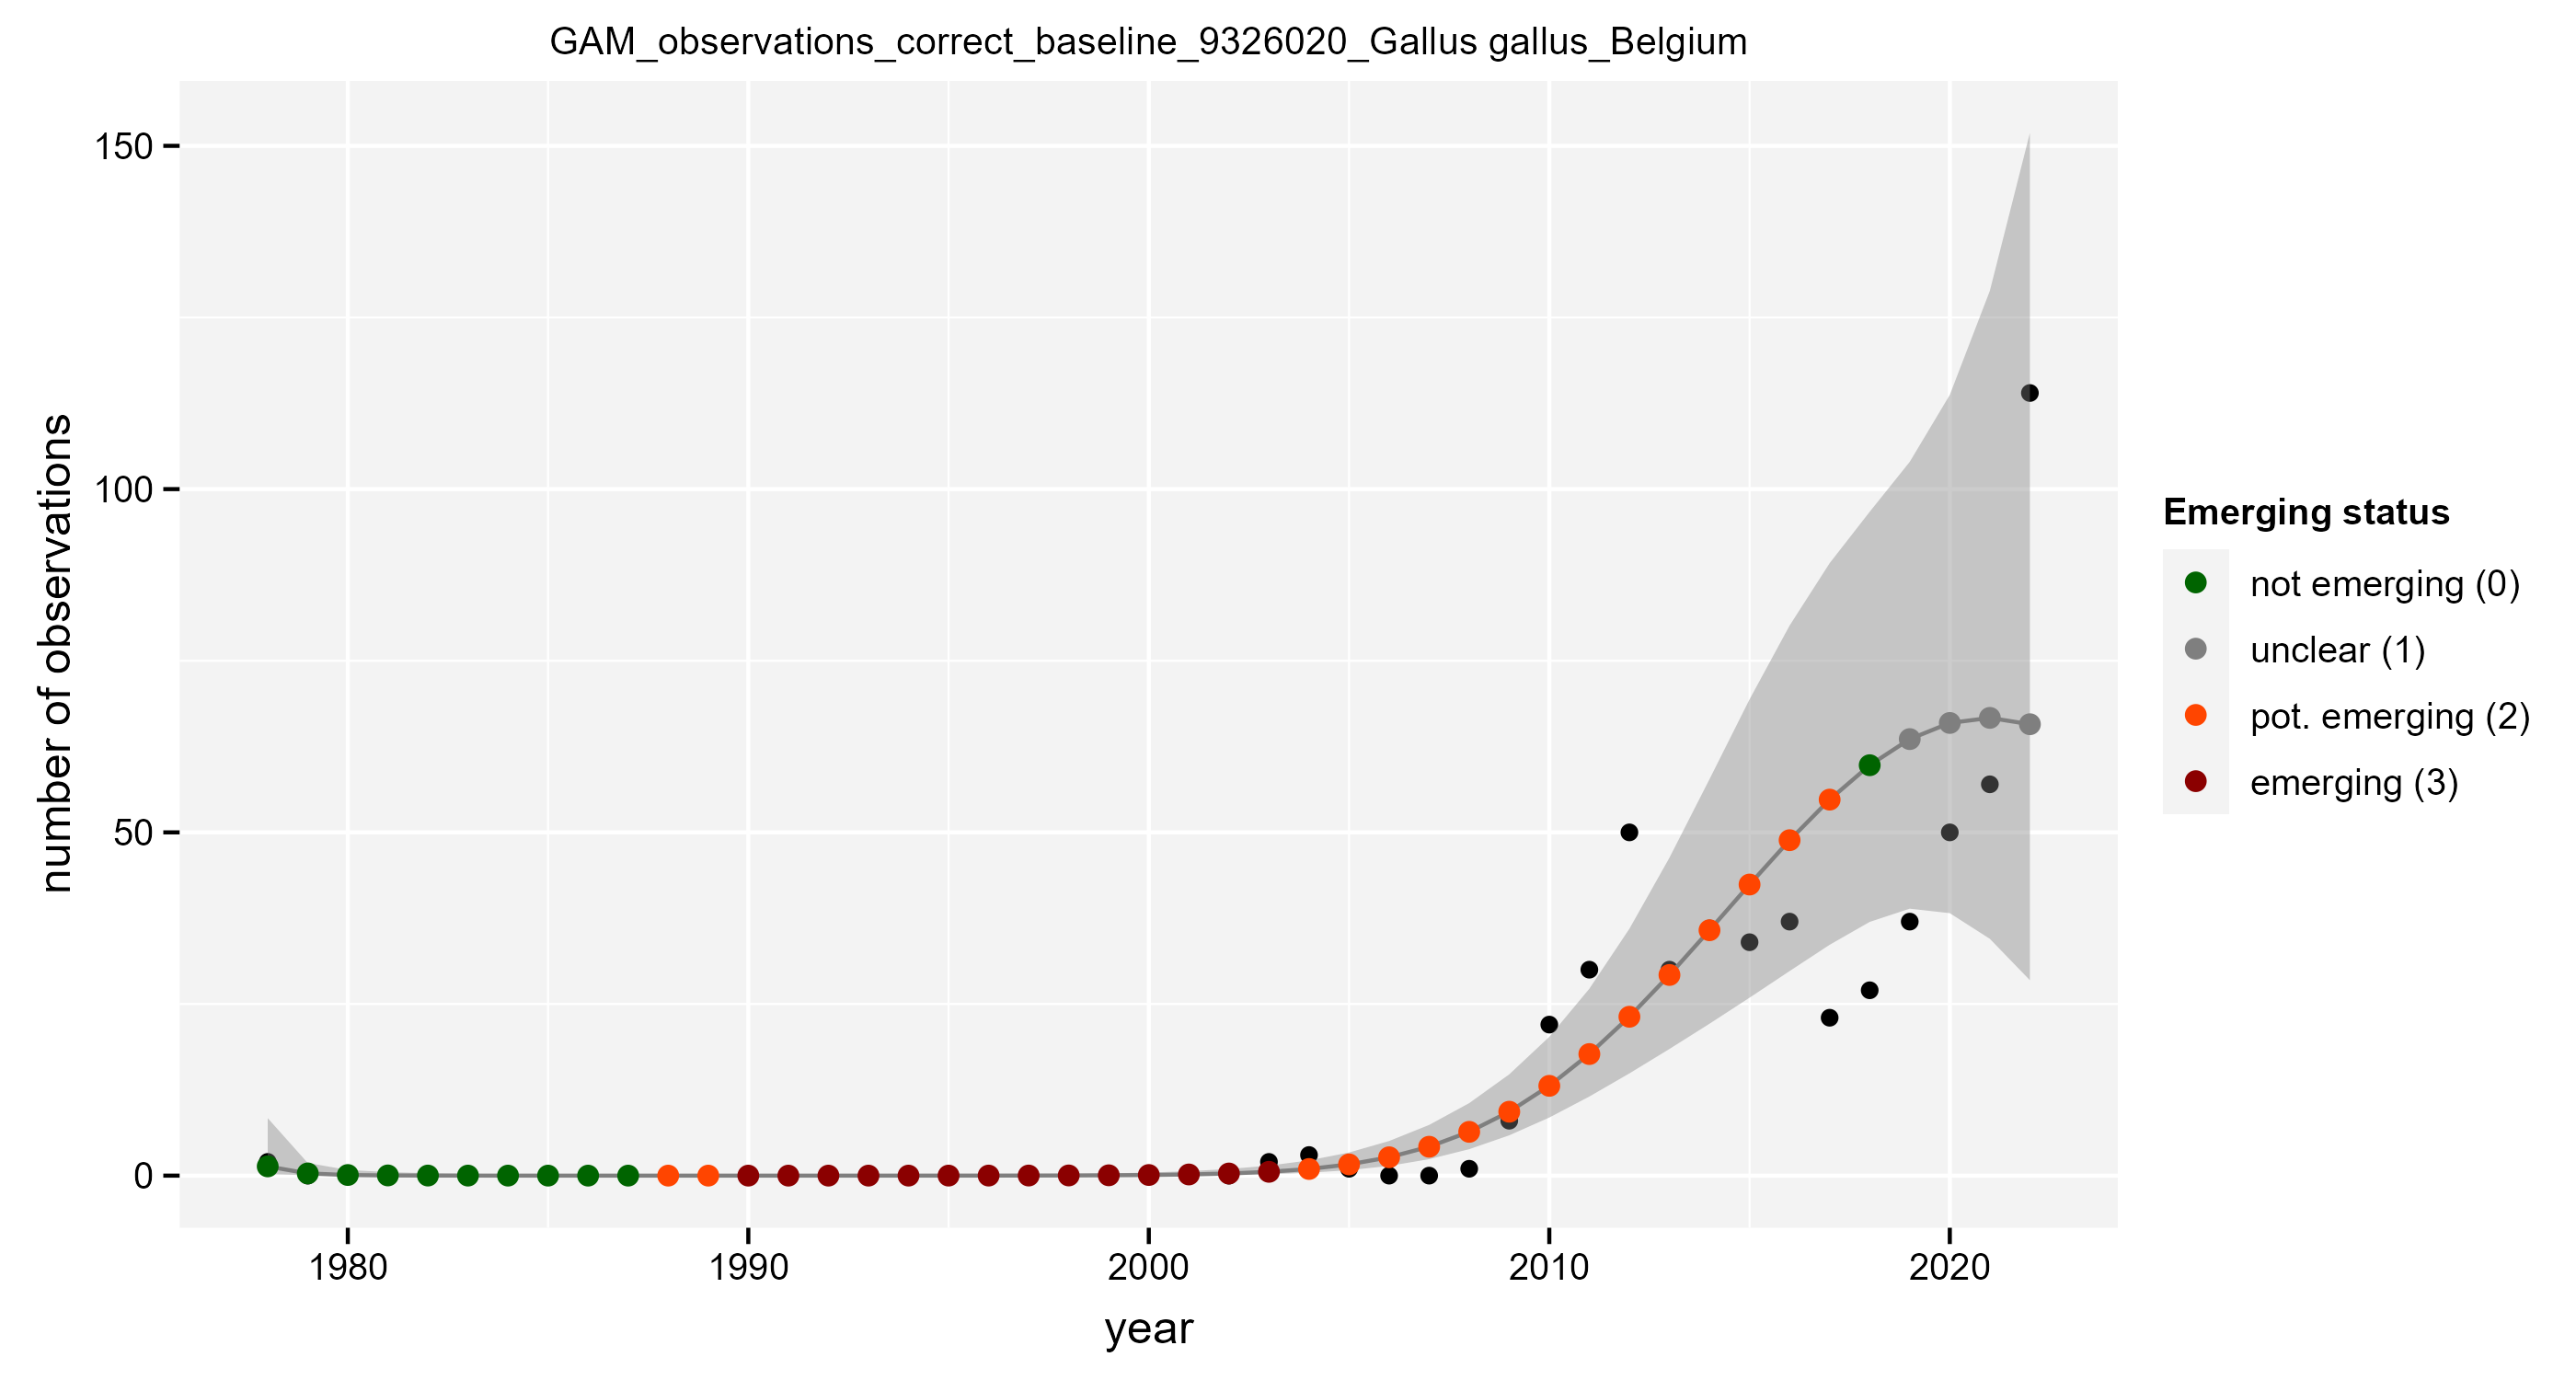 GAM_observations_correct_baseline_9326020_Gallus gallus_Belgium
number of observations
150
100
50
0
1980 1990 2000 2010 2020
year
Emerging status
not emerging (0)
unclear (1)
pot. emerging (2)
emerging (3)